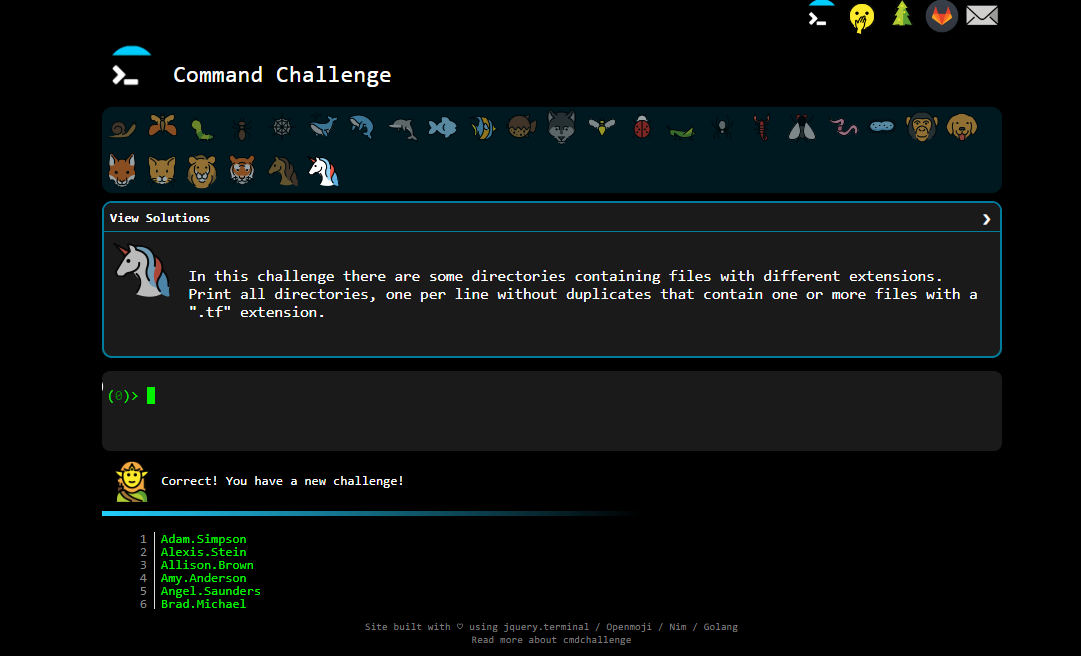 Command Challenge
View Solutions
In this challenge there are some directories containing files with different extensions.
Print all directories, one per line without duplicates that contain one or more files with a
".tf" extension.
(0)>
Correct! You have a new challenge!
1 Adam.Simpson
2 Alexis.Stein
3 Allison.Brown
4 Amy.Anderson
5 Angel.Saunders
6 Brad.Michael
Site built with ♡ using jquery.terminal / Openmoji / Nim / Golang
Read more about cmdchallenge